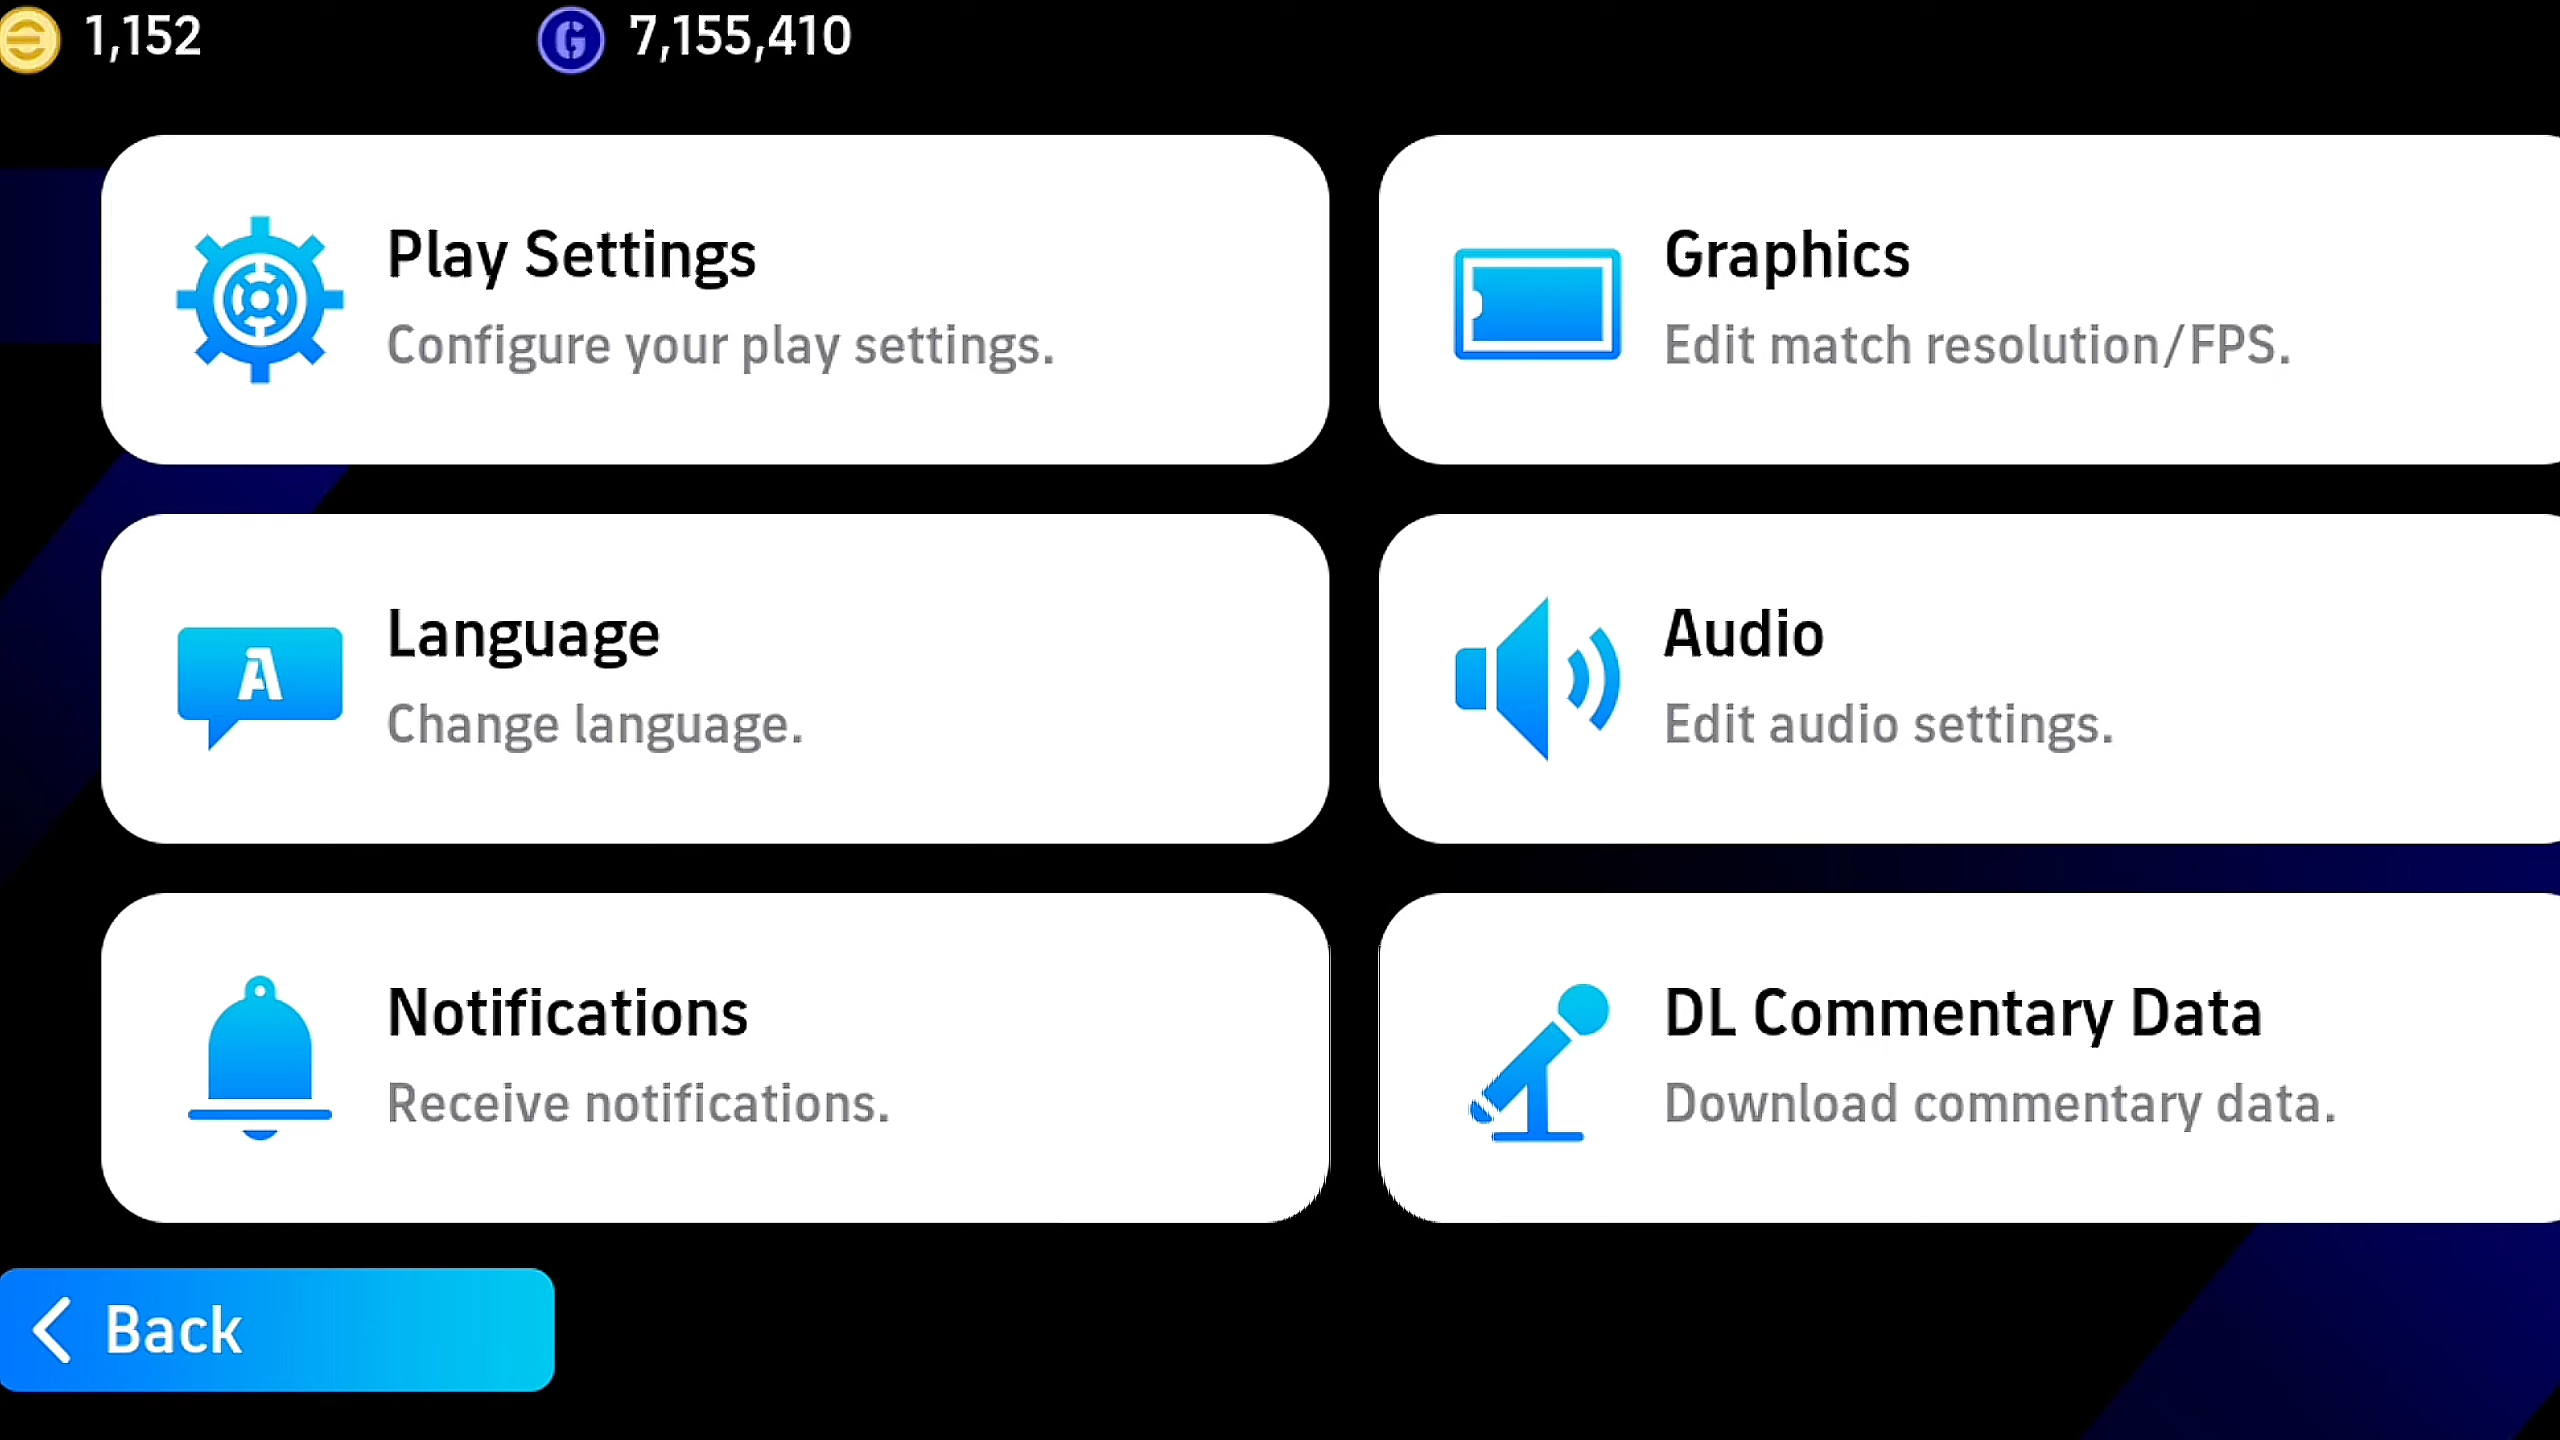 1,152
7,155,410
Play Settings
Configure your play settings.
Graphics
Edit match resolution/FPS.
Language
Change language.
Audio
Edit audio settings.
Notifications
Receive notifications.
DL Commentary Data
Download commentary data.
Back